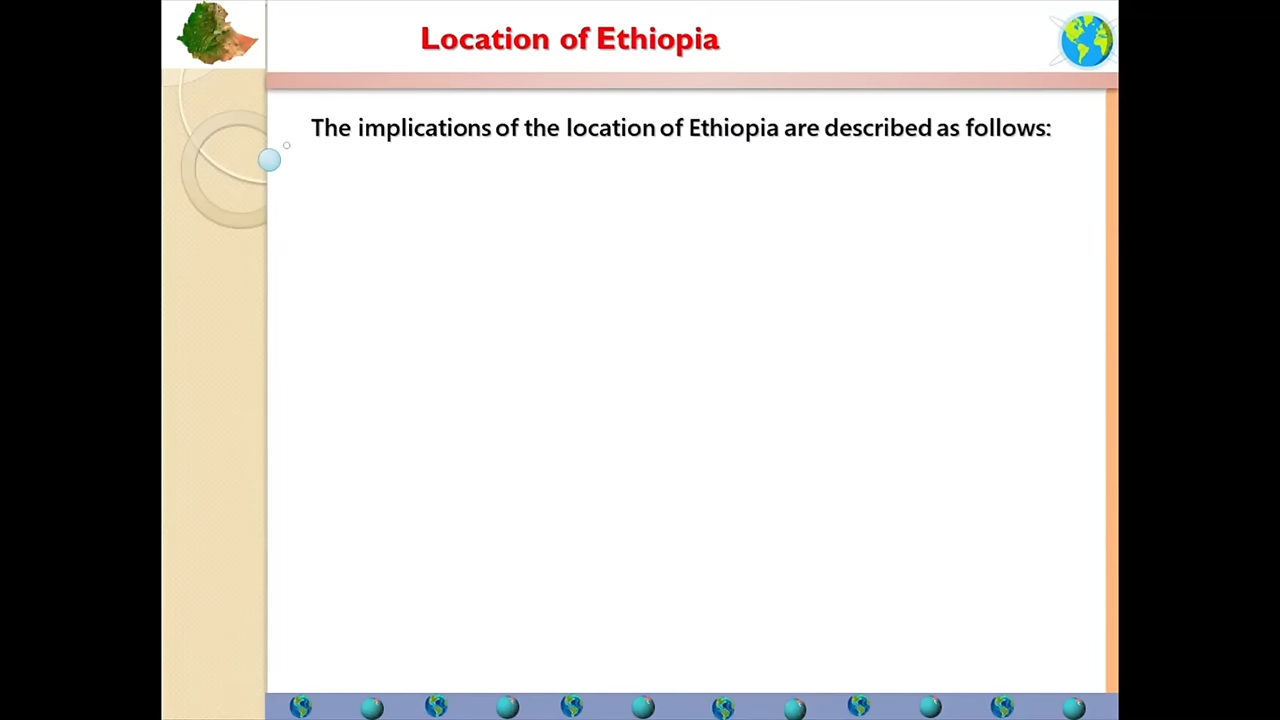 Location of Ethiopia
The implications of the location of Ethiopia are described as follows: